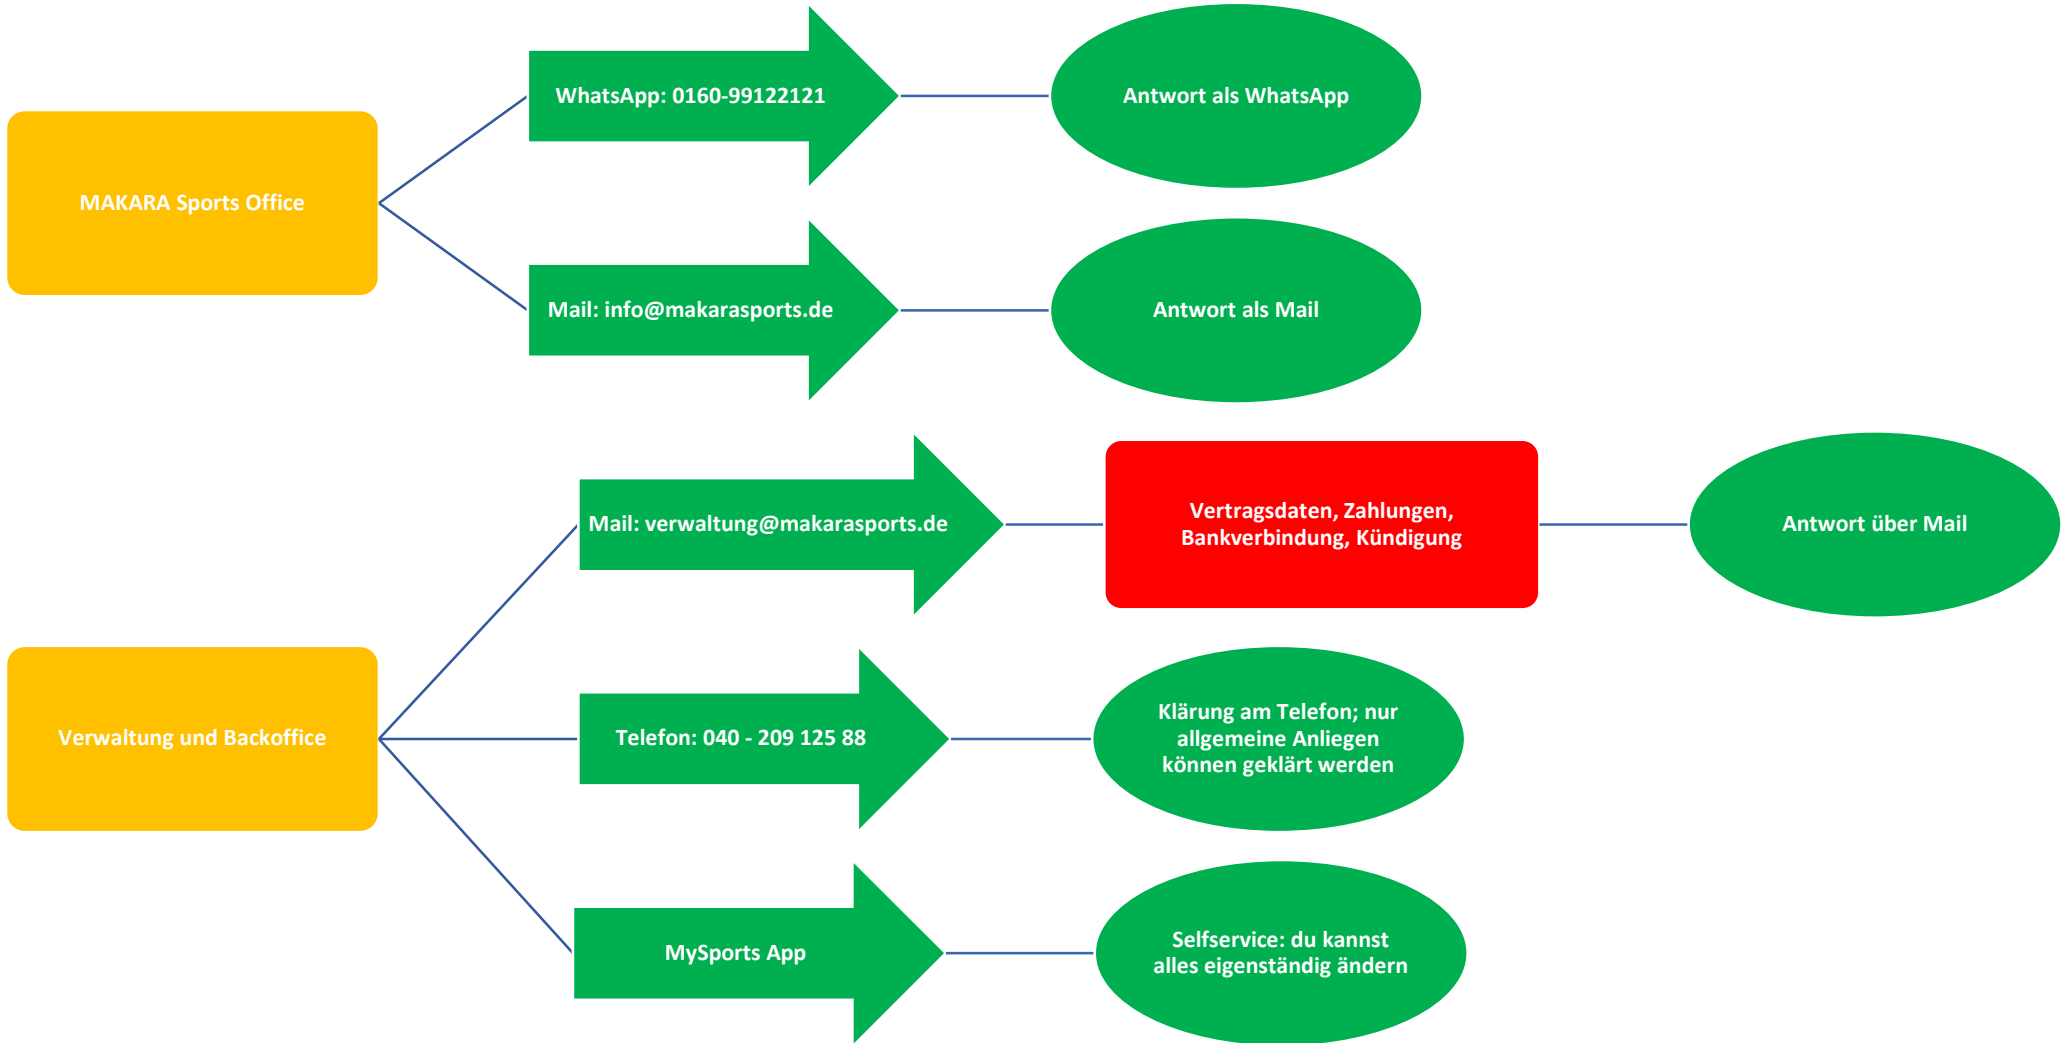 MAKARA Sports Office
WhatsApp: 0160-99122121
Antwort als WhatsApp
Mail: info@makarasports.de
Antwort als Mail
Verwaltung und Backoffice
Mail: verwaltung@makarasports.de
Vertragsdaten, Zahlungen,
Bankverbindung, Kündigung
Antwort über Mail
Telefon: 040 - 209 125 88
Klärung am Telefon; nur
allgemeine Anliegen
können geklärt werden
MySports App
Selfservice: du kannst
alles eigenständig ändern